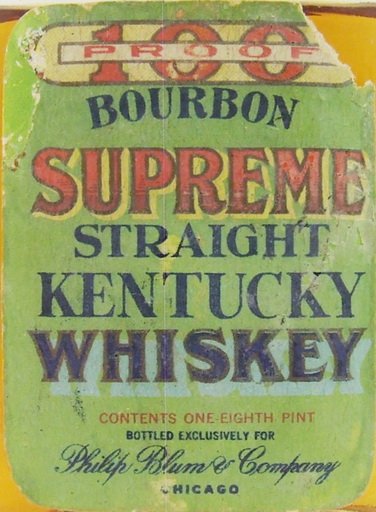 100 PROOF
BOURBON
SUPREME
STRAIGHT
KENTUCKY
WHISKEY
CONTENTS ONE-EIGHTH PINT
BOTTLED EXCLUSIVELY FOR
Philip Blum & Company
CHICAGO